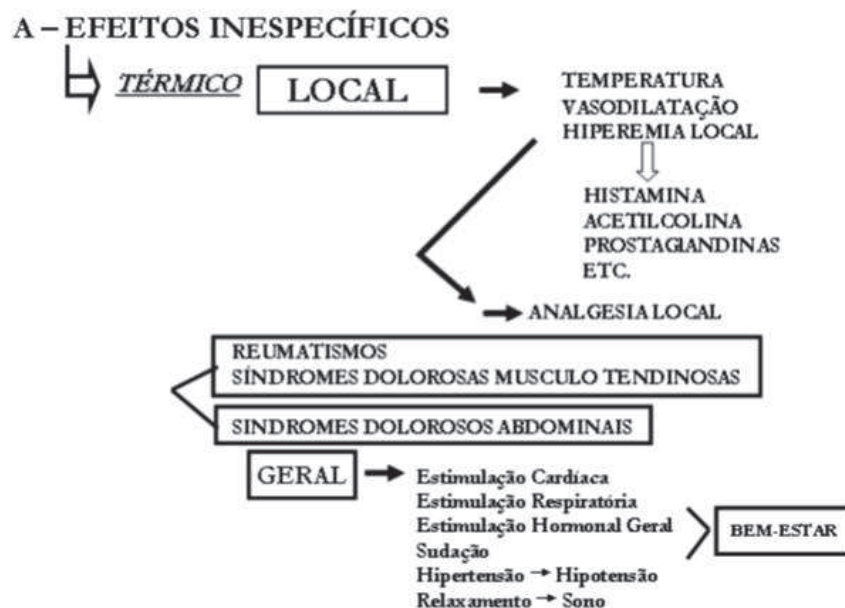 A – EFEITOS INESPECÍFICOS
TÉRMICO
LOCAL
TEMPERATURA
VASODILATAÇÃO
HIPEREMIA LOCAL
HISTAMINA
ACETILCOLINA
PROSTAGIANDINAS
ETC.
ANALGESIA LOCAL
REUMATISMOS
SÍNDROMES DOLOROSAS MUSCULO TENDINOSAS
SINDROMES DOLOROSOS ABDOMINAIS
GERAL
Estimulação Cardíaca
Estimulação Respiratória
Estimulação Hormonal Geral
Sudação
Hipertensão → Hipotensão
Relaxamento → Sono
BEM-ESTAR